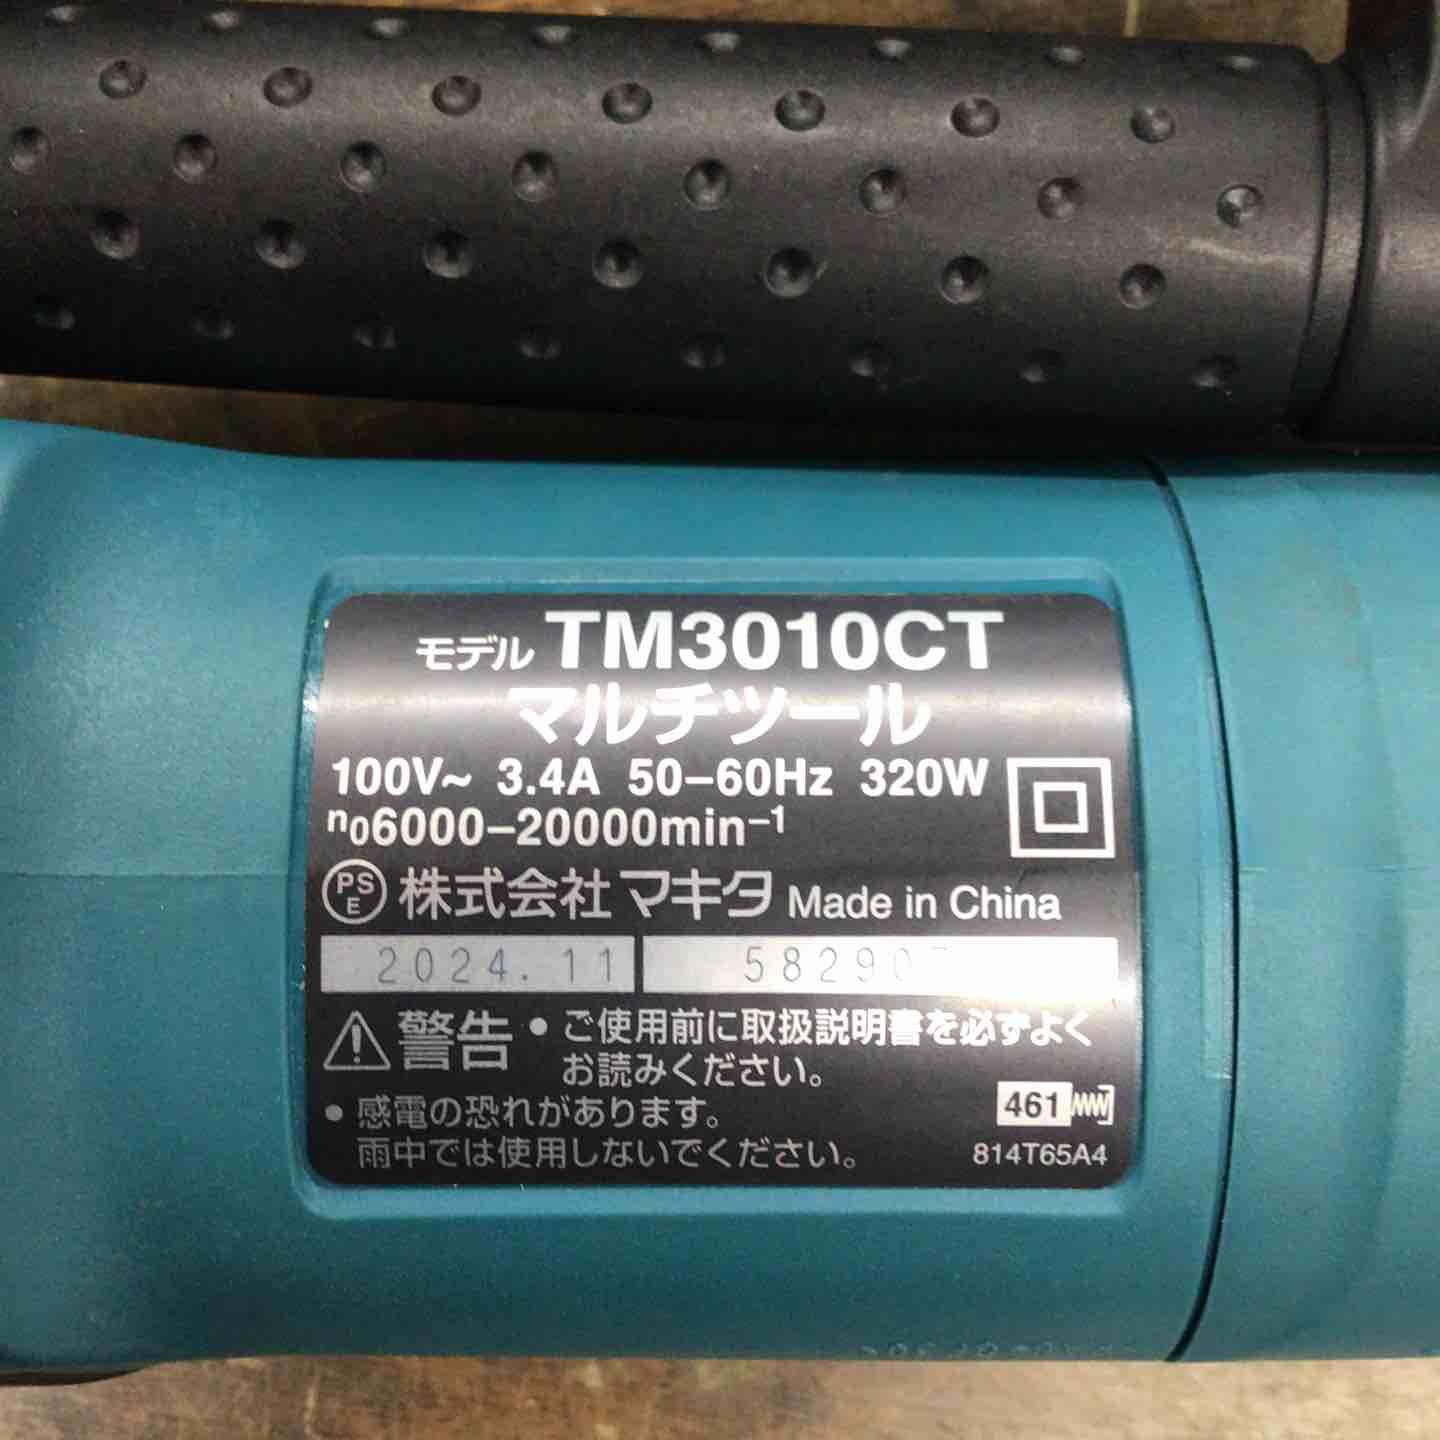 モデル TM3010CT
マルチツール
100V~ 3.4A 50-60Hz 320W
n₀6000-20000min⁻¹
PSE 株式会社マキタ Made in China
2024.11 58290
⚠警告 ● ご使用前に取扱説明書を必ずよく
お読みください。
● 感電の恐れがあります。
雨中では使用しないでください。
461
814T65A4